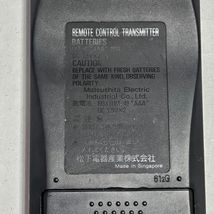 REMOTE CONTROL TRANSMITTER
BATTERIES
CAUTION
REPLACE WITH FRESH BATTERIES
OF THE SAME KIND, OBSERVING
POLARITY.
Matsushita Electric
Industrial Co., Ltd.
"AAA"
松下電器産業株式会社
Made in Singapore